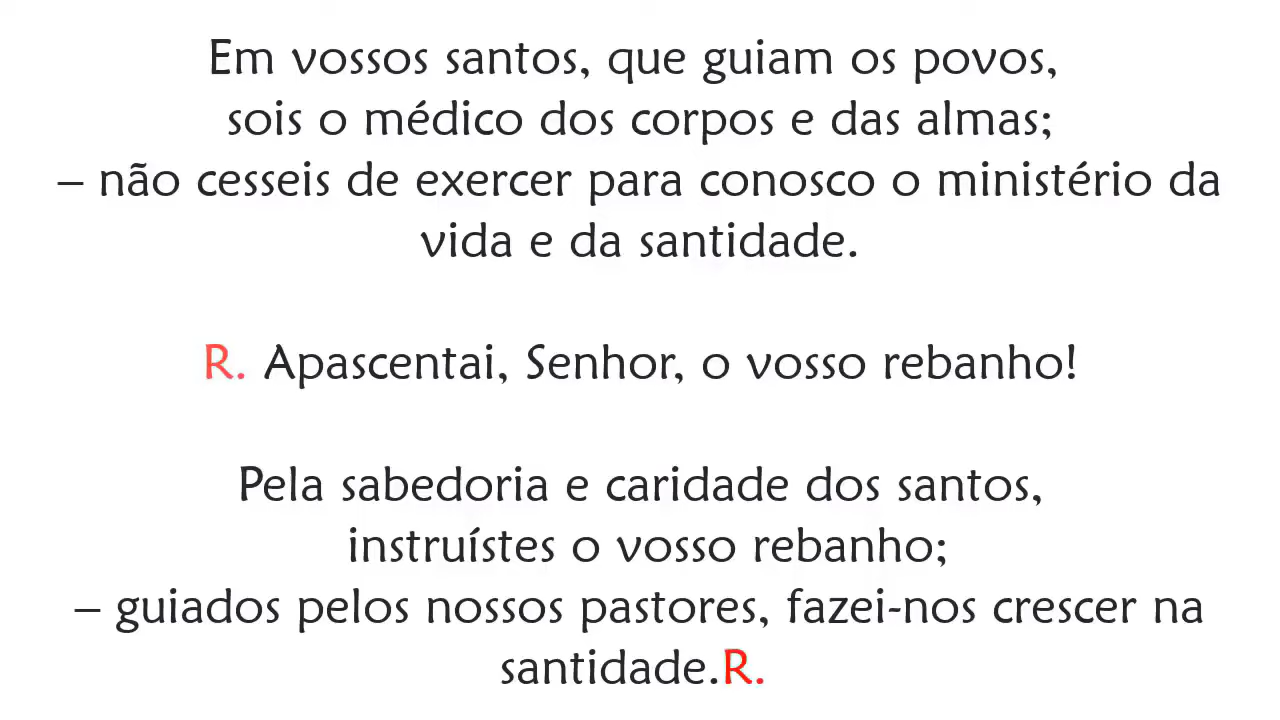 Em vossos santos, que guiam os povos,
sois o médico dos corpos e das almas;
– não cesseis de exercer para conosco o ministério da
vida e da santidade.
R. Apascentai, Senhor, o vosso rebanho!
Pela sabedoria e caridade dos santos,
instruístes o vosso rebanho;
– guiados pelos nossos pastores, fazei-nos crescer na
santidade.R.